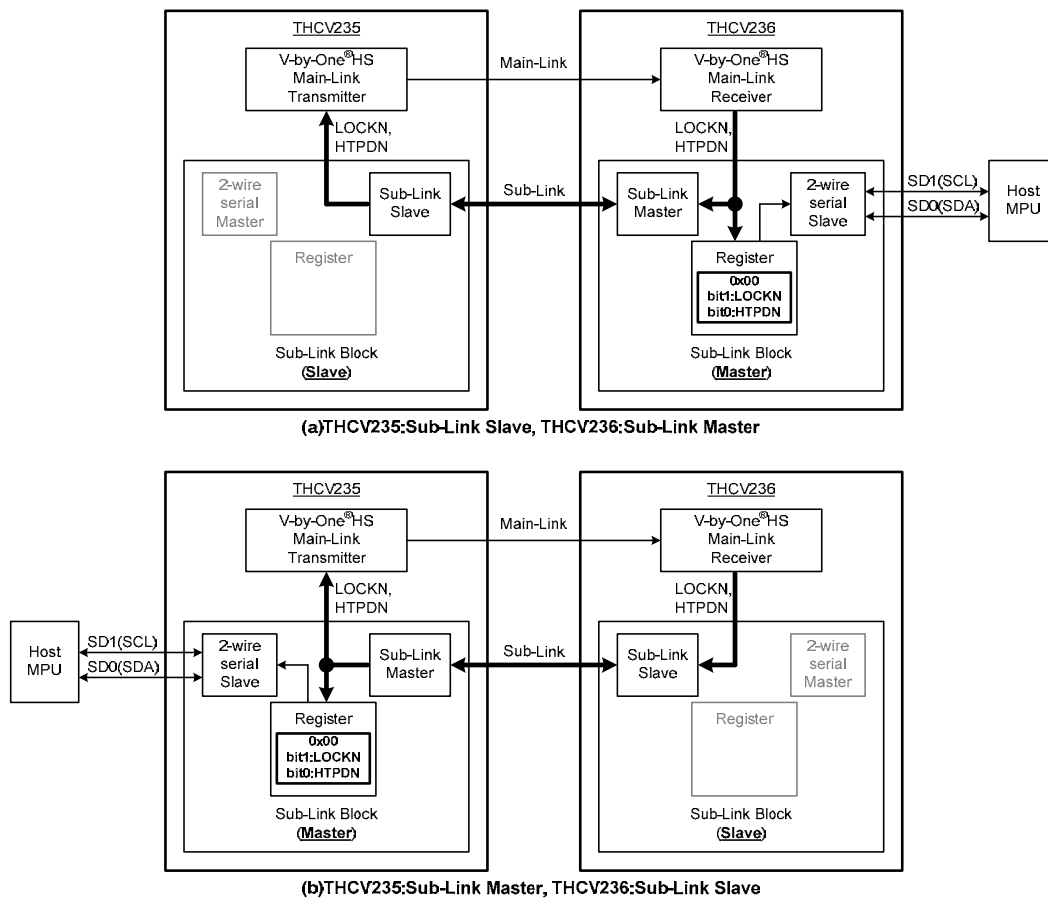 THCV235
V-by-One®HS
Main-Link
Transmitter
Main-Link
THCV236
V-by-One®HS
Main-Link
Receiver
LOCKN,
HTPDN
LOCKN,
HTPDN
2-wire
serial
Master
Sub-Link
Slave
Sub-Link
Sub-Link
Master
2-wire
serial
Slave
SD1(SCL)
SD0(SDA)
Host
MPU
Register
Register
0x00
bit1:LOCKN
bit0:HTPDN
Sub-Link Block
(Slave)
Sub-Link Block
(Master)
(a)THCV235:Sub-Link Slave, THCV236:Sub-Link Master
THCV235
V-by-One®HS
Main-Link
Transmitter
Main-Link
THCV236
V-by-One®HS
Main-Link
Receiver
LOCKN,
HTPDN
LOCKN,
HTPDN
Host
MPU
SD1(SCL)
SD0(SDA)
2-wire
serial
Slave
Sub-Link
Master
Sub-Link
Sub-Link
Slave
2-wire
serial
Master
Register
0x00
bit1:LOCKN
bit0:HTPDN
Register
Sub-Link Block
(Master)
Sub-Link Block
(Slave)
(b)THCV235:Sub-Link Master, THCV236:Sub-Link Slave